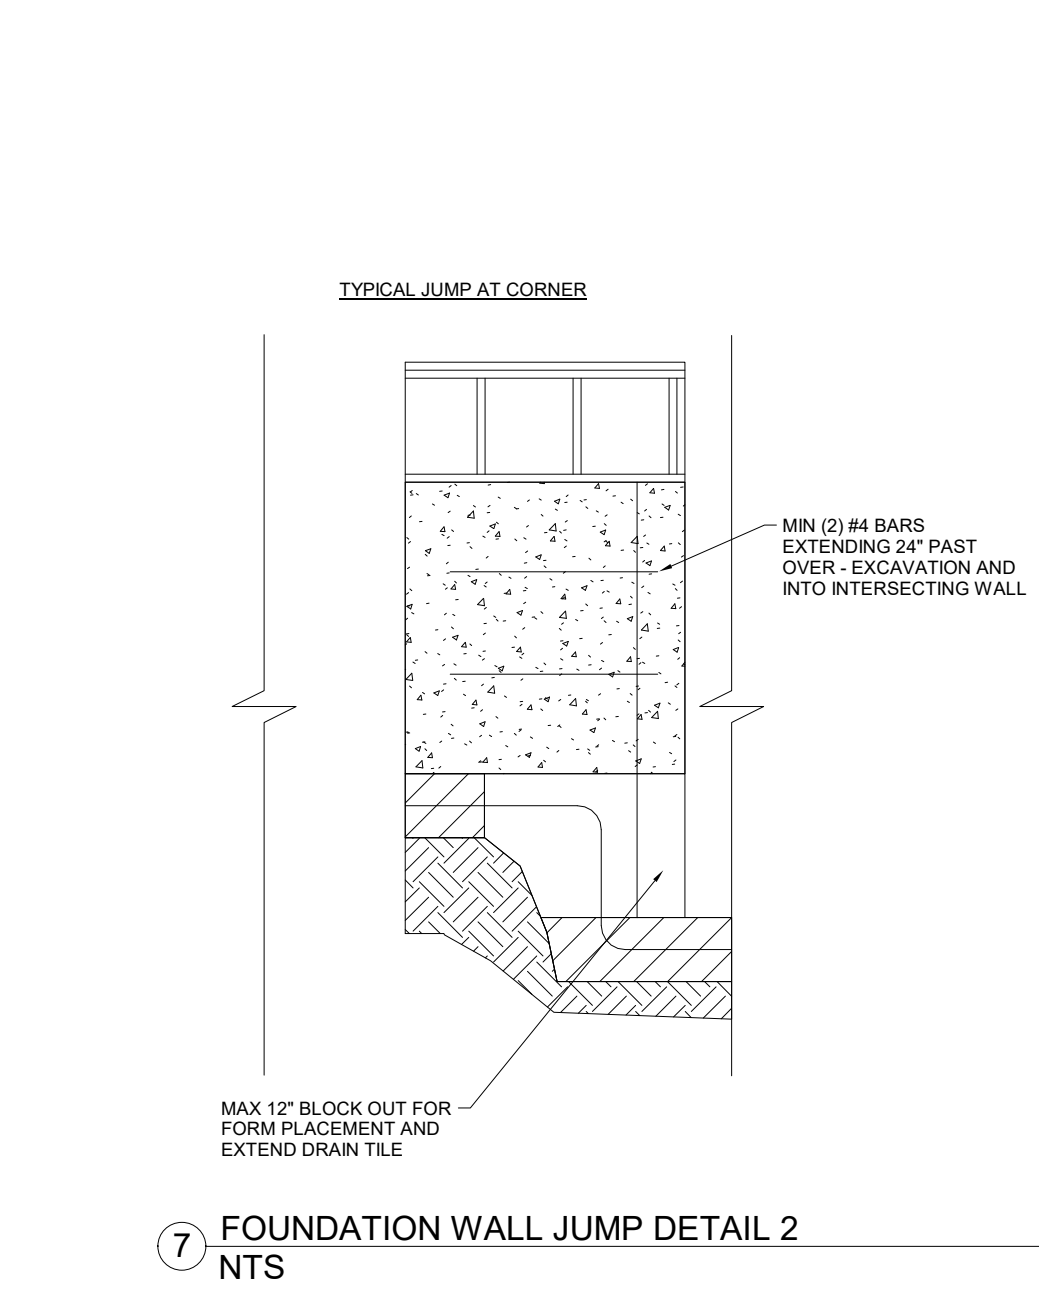 TYPICAL JUMP AT CORNER
MIN (2) #4 BARS
EXTENDING 24" PAST
OVER - EXCAVATION AND
INTO INTERSECTING WALL
MAX 12" BLOCK OUT FOR
FORM PLACEMENT AND
EXTEND DRAIN TILE
7 FOUNDATION WALL JUMP DETAIL 2
NTS